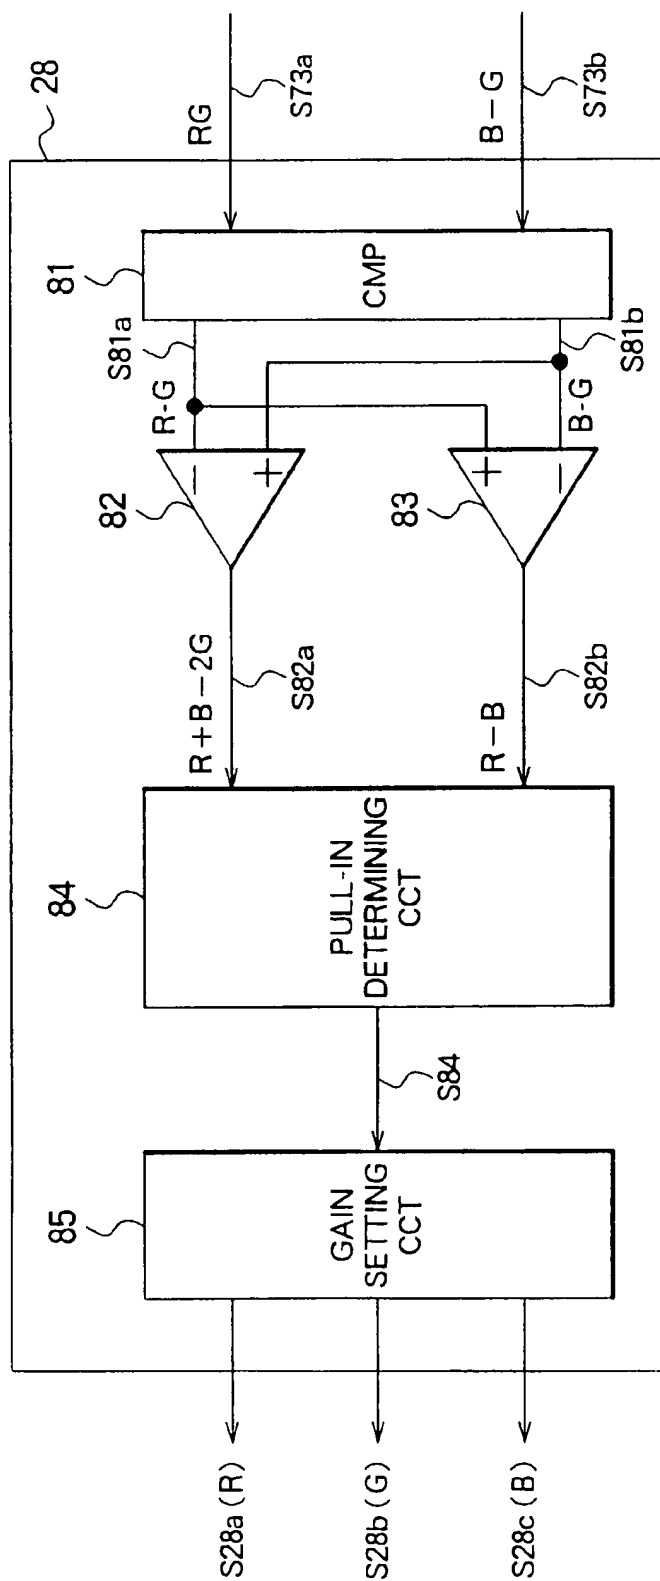 28
RG
S73a
B−G
S73b
81
CMP
S81a
S81b
R-G
B-G
82
−
+
83
+
−
R+B−2G
S82a
R−B
S82b
84
PULL-IN
DETERMINING
CCT
S84
85
GAIN
SETTING
CCT
S28a (R)
S28b (G)
S28c (B)